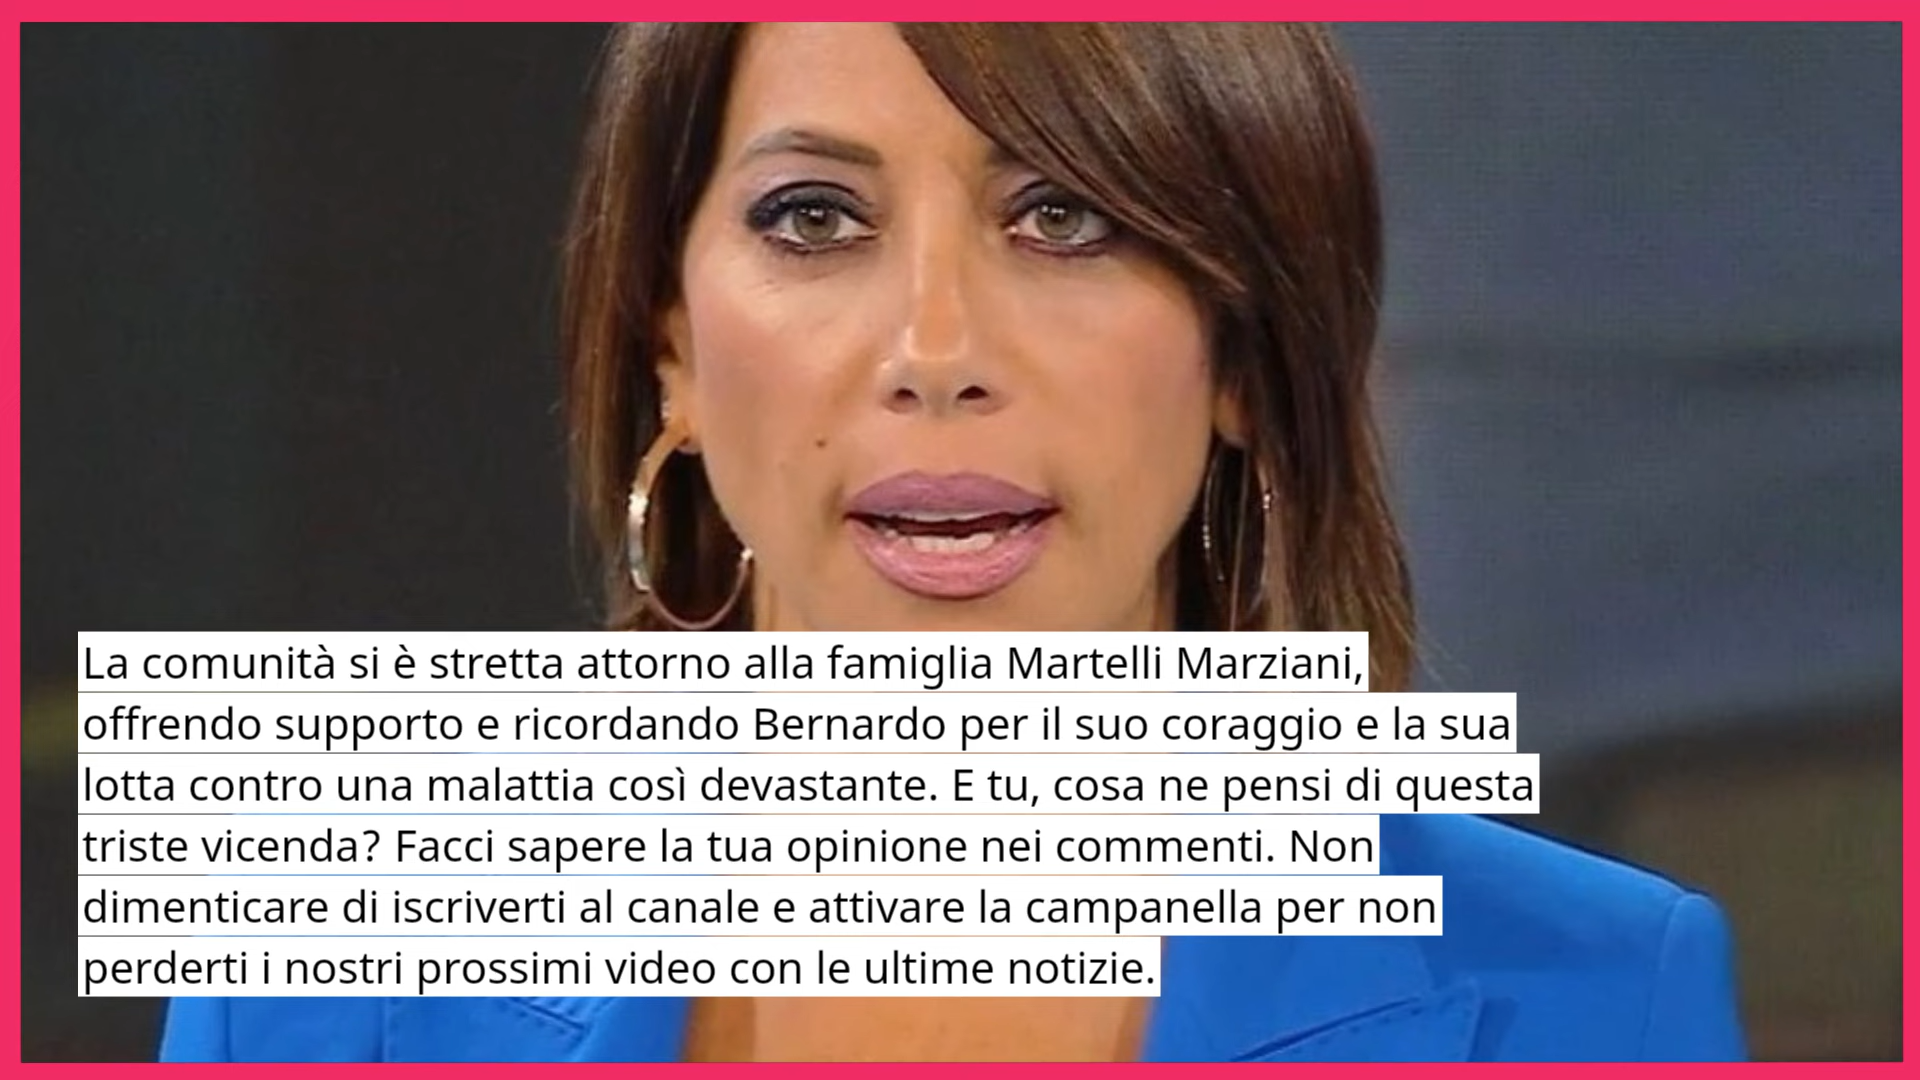 La comunità si è stretta attorno alla famiglia Martelli Marziani,
offrendo supporto e ricordando Bernardo per il suo coraggio e la sua
lotta contro una malattia così devastante. E tu, cosa ne pensi di questa
triste vicenda? Facci sapere la tua opinione nei commenti. Non
dimenticare di iscriverti al canale e attivare la campanella per non
perderti i nostri prossimi video con le ultime notizie.